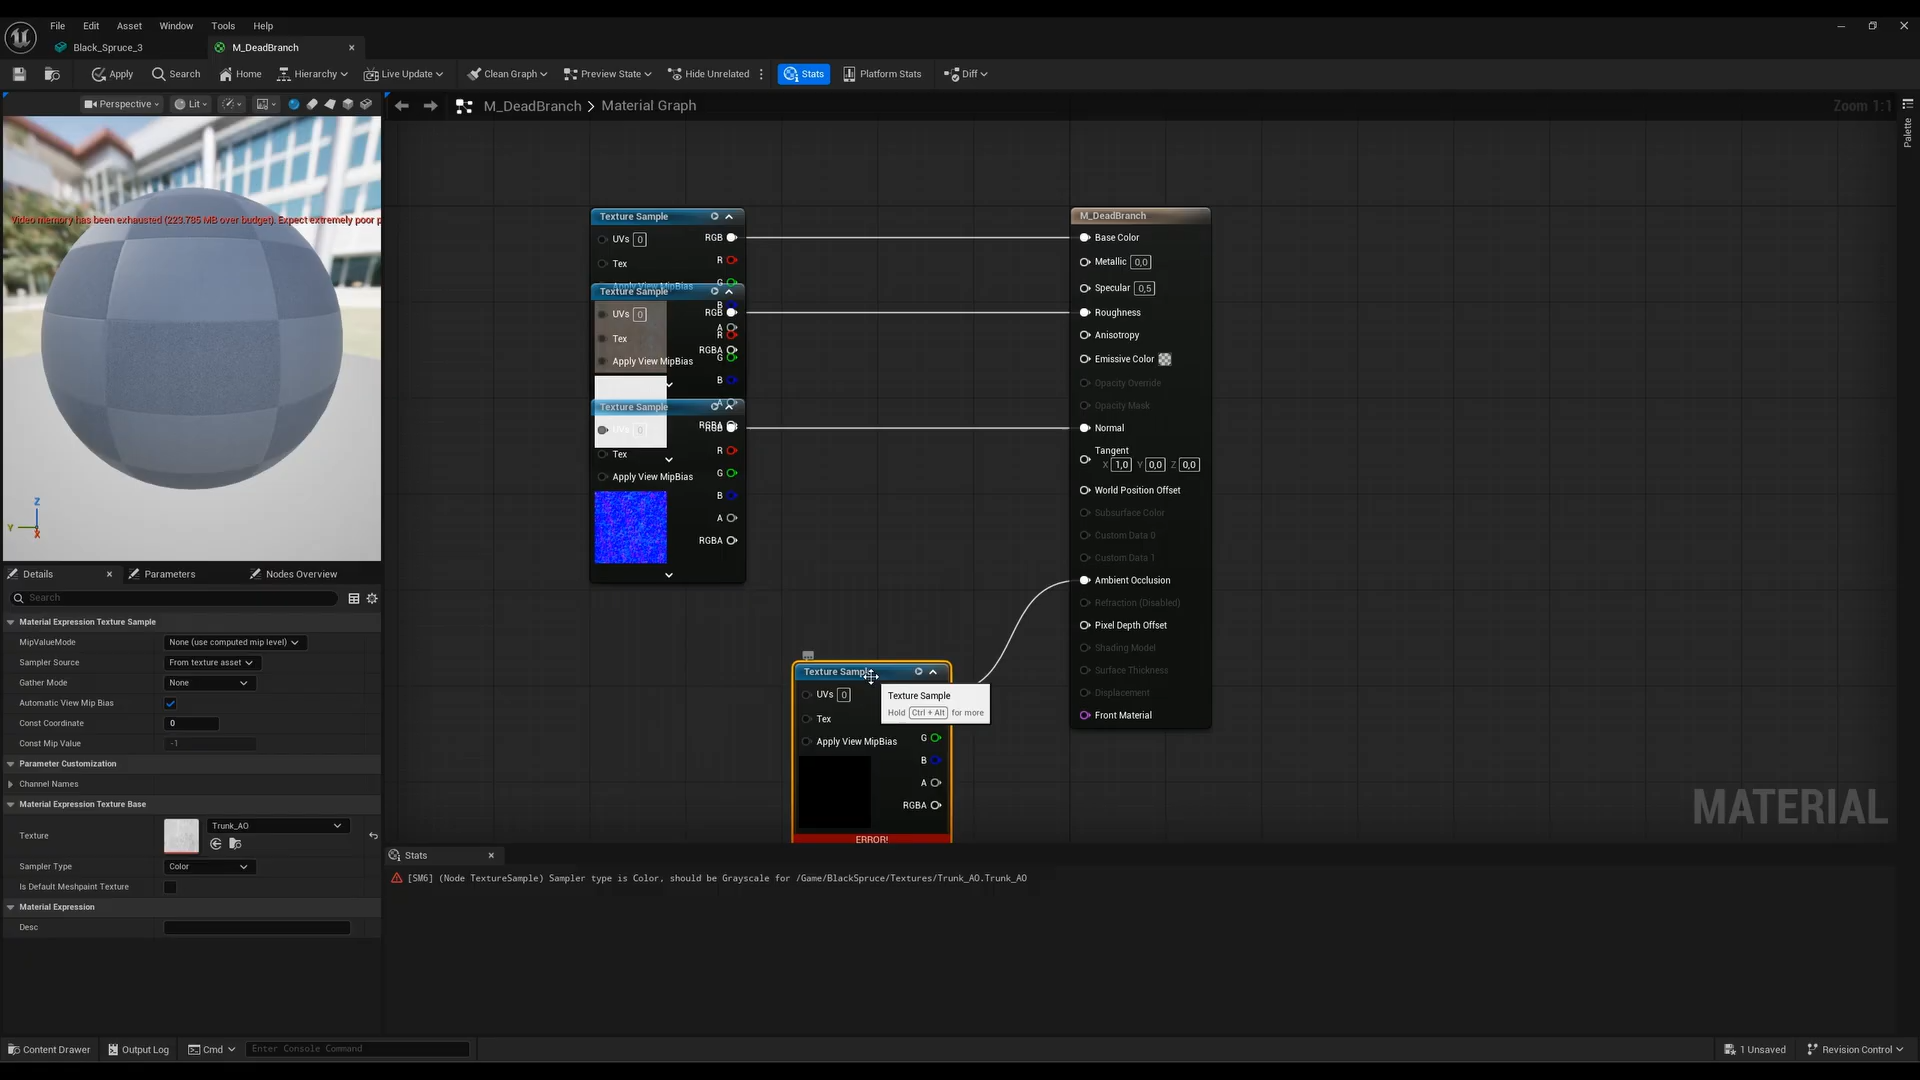 File Edit Asset Window Tools Help
Black_Spruce_3
M_DeadBranch
Apply Search Home Hierarchy Live Update Clean Graph Preview State Hide Unrelated Stats Platform Stats Diff
Perspective Lit
M_DeadBranch > Material Graph
Zoom 1:1
Palette
Video memory has been exhausted (223.785 MB over budget). Expect extremely poor p
Z
Y
X
Texture Sample
UVs 0
RGB
Tex
R
G
Apply View MipBias
B
A
RGBA
Texture Sample
UVs 0
RGB
Tex
R
Apply View MipBias
G
B
A
RGBA
Texture Sample
UVs 0
RGB
Tex
R
Apply View MipBias
G
B
A
RGBA
M_DeadBranch
Base Color
Metallic 0,0
Specular 0,5
Roughness
Anisotropy
Emissive Color
Opacity Override
Opacity Mask
Normal
Tangent
X 1,0 Y 0,0 Z 0,0
World Position Offset
Subsurface Color
Custom Data 0
Custom Data 1
Ambient Occlusion
Refraction (Disabled)
Pixel Depth Offset
Shading Model
Surface Thickness
Displacement
Front Material
Texture Sample
UVs 0
Tex
Apply View MipBias
G
B
A
RGBA
ERROR!
Texture Sample
Hold Ctrl + Alt for more
MATERIAL
Details Parameters Nodes Overview
Search
Material Expression Texture Sample
MipValueMode None (use computed mip level)
Sampler Source From texture asset
Gather Mode None
Automatic View Mip Bias
Const Coordinate 0
Const Mip Value -1
Parameter Customization
Channel Names
Material Expression Texture Base
Texture Trunk_AO
Sampler Type Color
Is Default Meshpaint Texture
Material Expression
Desc
Stats
[SM6] (Node TextureSample) Sampler type is Color, should be Grayscale for /Game/BlackSpruce/Textures/Trunk_AO.Trunk_AO
Content Drawer Output Log Cmd Enter Console Command 1 Unsaved Revision Control